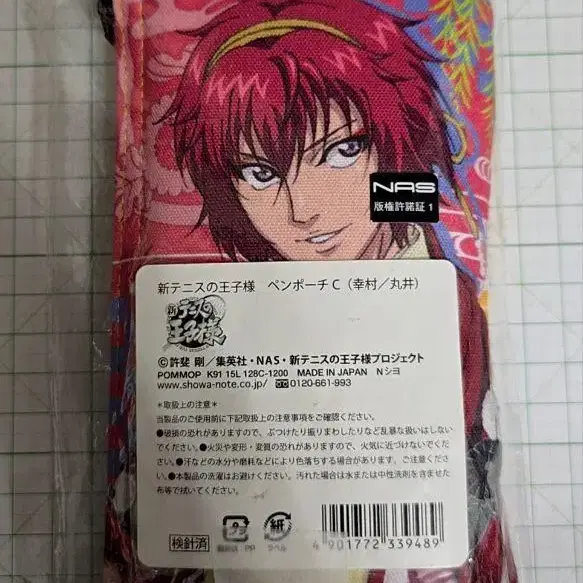 NAS
版権許諾証 1
新テニスの王子様 ペンポーチC（幸村／丸井）
新テニスの王子様
©許斐 剛／集英社・NAS・新テニスの王子様プロジェクト
POMMOP K91 15L 128C-1200 MADE IN JAPAN Nシヨ
www.showa-note.co.jp/ 0120-661-993
＊取扱上の注意＊
当製品のご使用前に下記取扱上の注意事項をご確認ください。
●破損の恐れがありますので、ぶつけたり振りまわしたりなど乱暴な扱いはしない
でください。●火災や変形・変質の恐れがありますので、火気に近づけないでくださ
い。●汗などの水分や磨耗などにより色落ちする場合があります。ご注意くださ
い。●本製品の洗濯はお避けください。汚れた場合は水または中性洗剤を含ませた
布等で拭いてください。
検針済
プラ
紙
ラベル
4 901772 339489